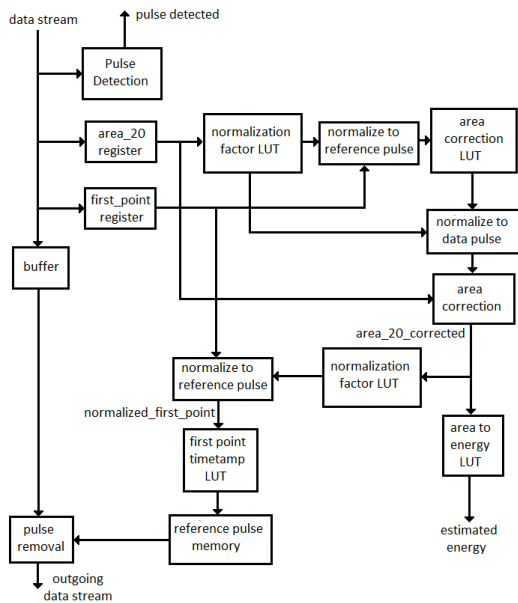 data stream
pulse detected
Pulse
Detection
area_20
register
normalization
factor LUT
normalize to
reference pulse
area
correction
LUT
first_point
register
normalize to
data pulse
buffer
area
correction
area_20_corrected
normalize to
reference pulse
normalization
factor LUT
normalized_first_point
first point
timetamp
LUT
area to
energy
LUT
pulse
removal
reference pulse
memory
estimated
energy
outgoing
data stream